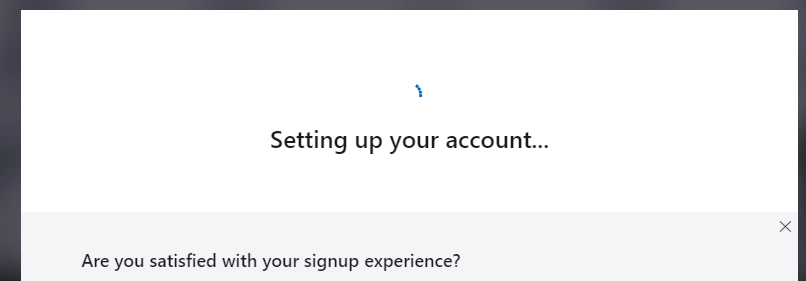 Setting up your account...
Are you satisfied with your signup experience?